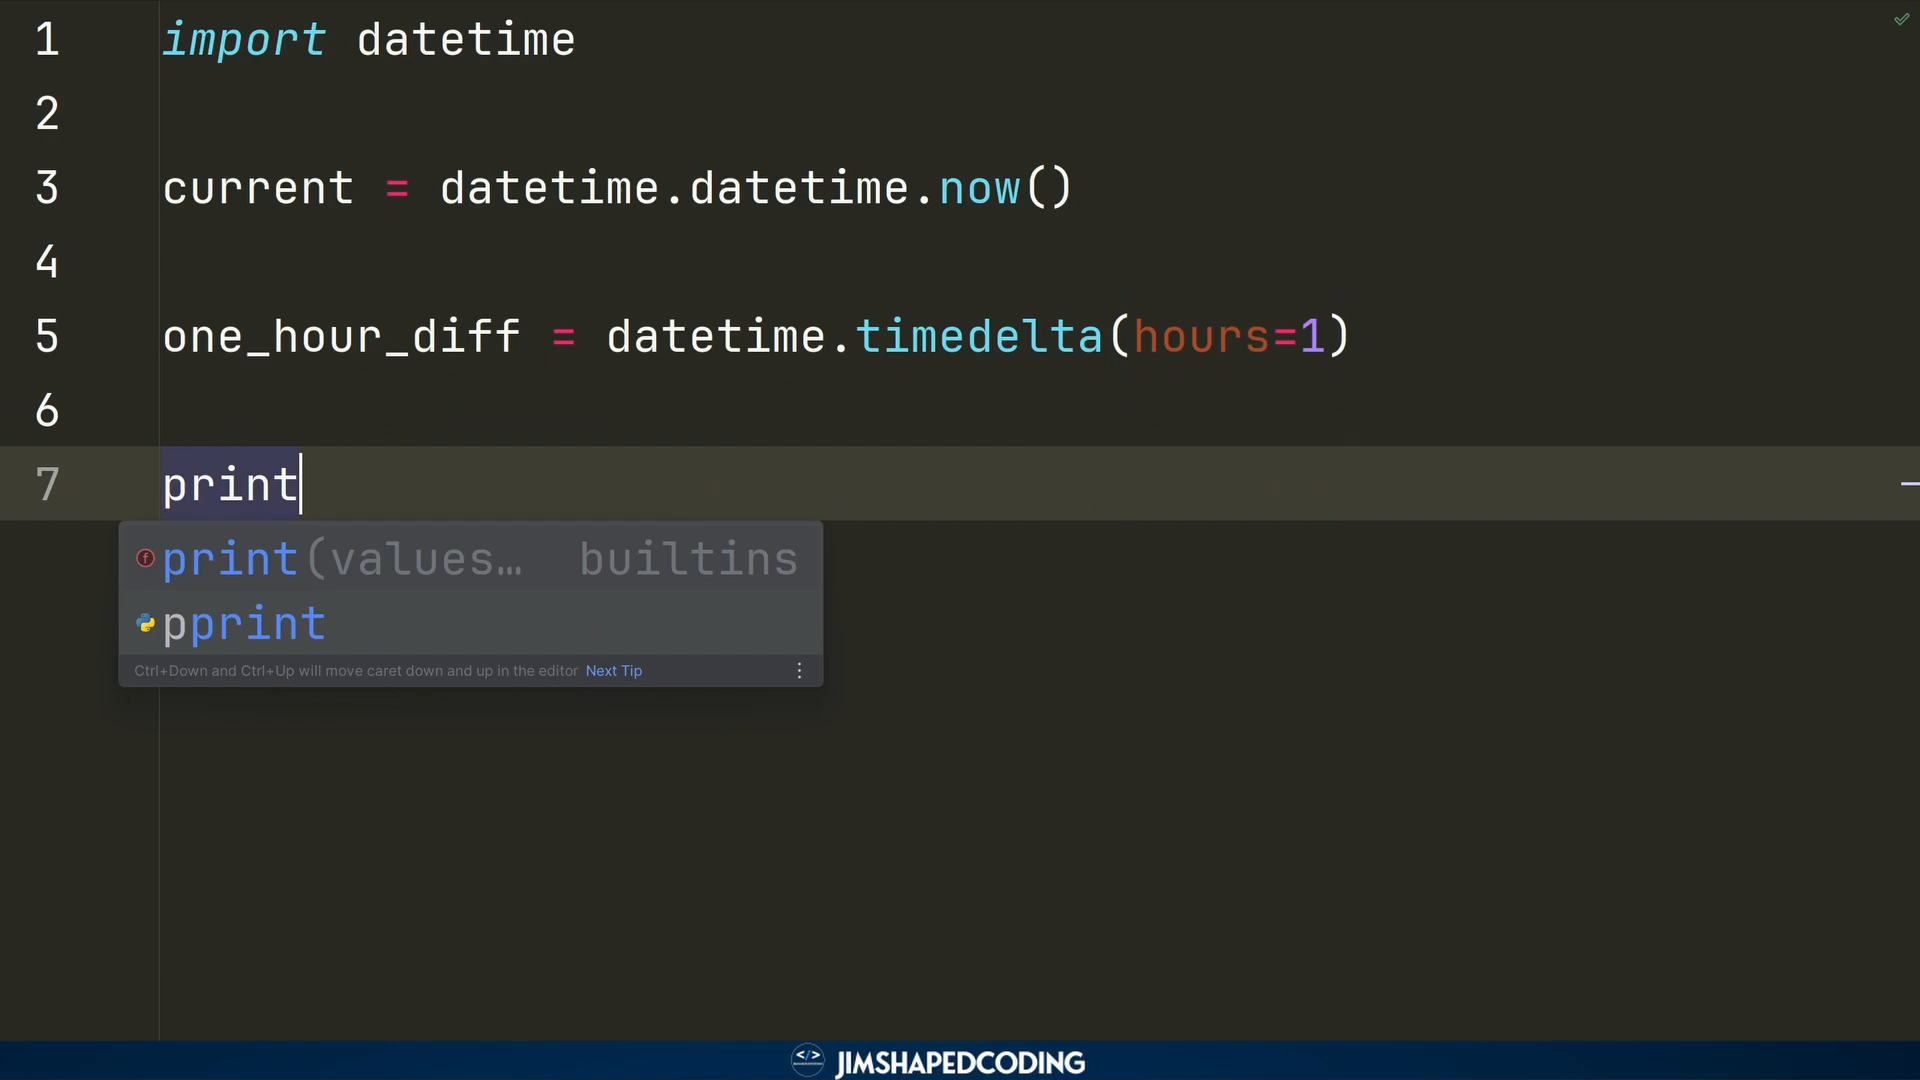 1 import datetime
2
3 current = datetime.datetime.now()
4
5 one_hour_diff = datetime.timedelta(hours=1)
6
7 print
f print(values… builtins
pprint
Ctrl+Down and Ctrl+Up will move caret down and up in the editor Next Tip
</> JIMSHAPEDCODING